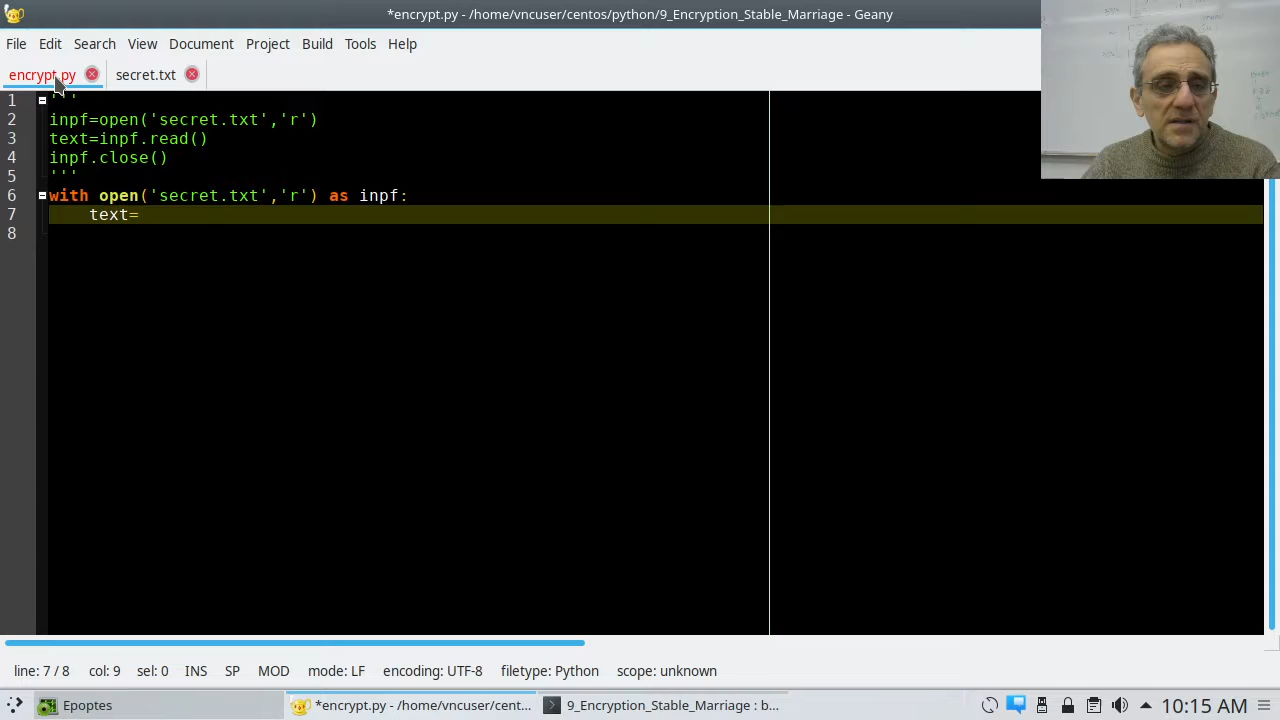 *encrypt.py - /home/vncuser/centos/python/9_Encryption_Stable_Marriage - Geany
File Edit Search View Document Project Build Tools Help
encrypt.py secret.txt
1 '''
2 inpf=open('secret.txt','r')
3 text=inpf.read()
4 inpf.close()
5 '''
6 with open('secret.txt','r') as inpf:
7 text=
8
line: 7 / 8 col: 9 sel: 0 INS SP MOD mode: LF encoding: UTF-8 filetype: Python scope: unknown
Epoptes *encrypt.py - /home/vncuser/cent... 9_Encryption_Stable_Marriage : b... 10:15 AM